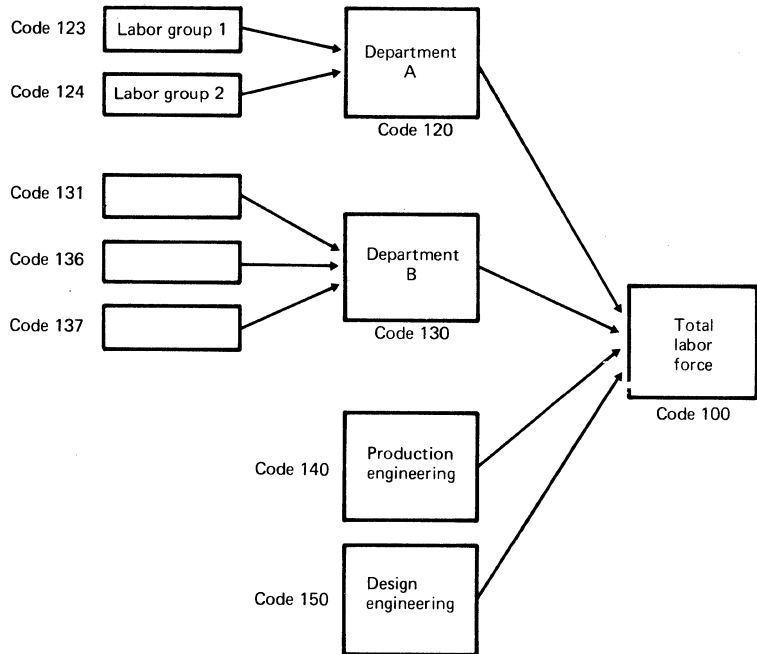 Code 123
Labor group 1
Code 124
Labor group 2
Department
A
Code 120
Code 131
Code 136
Code 137
Department
B
Code 130
Total
labor
force
Code 100
Code 140
Production
engineering
Code 150
Design
engineering